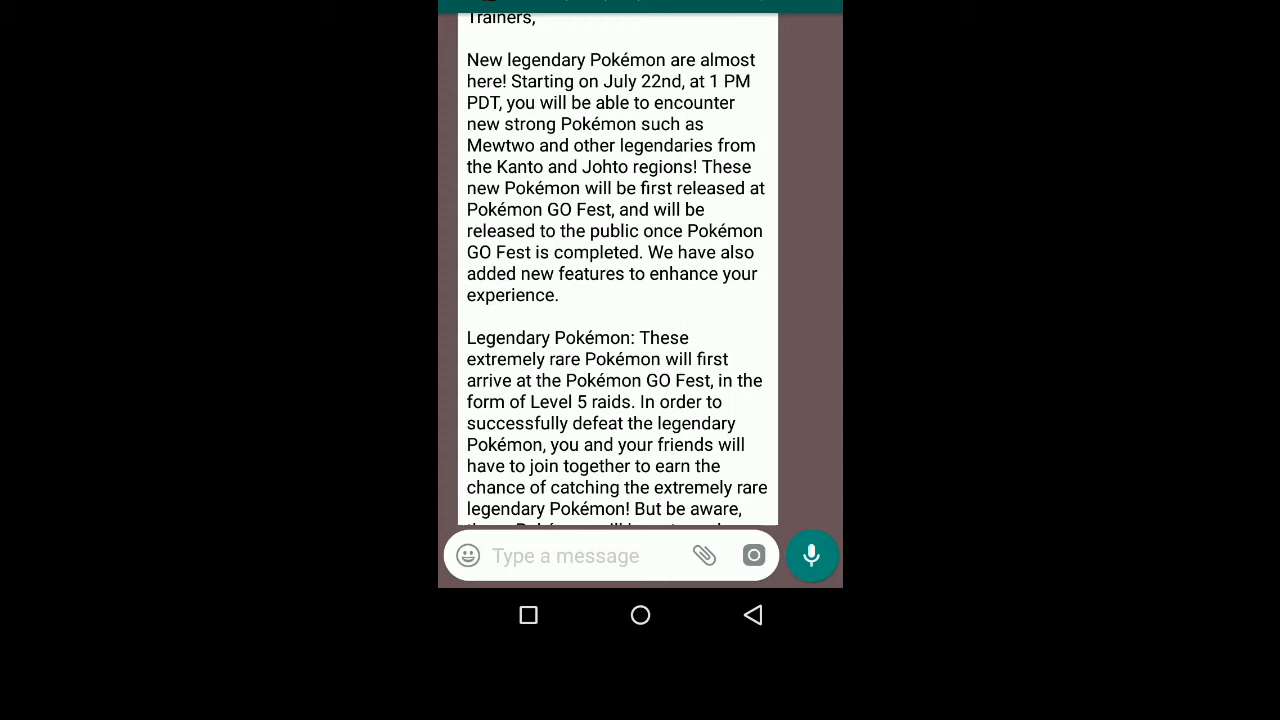 Trainers,
New legendary Pokémon are almost
here! Starting on July 22nd, at 1 PM
PDT, you will be able to encounter
new strong Pokémon such as
Mewtwo and other legendaries from
the Kanto and Johto regions! These
new Pokémon will be first released at
Pokémon GO Fest, and will be
released to the public once Pokémon
GO Fest is completed. We have also
added new features to enhance your
experience.
Legendary Pokémon: These
extremely rare Pokémon will first
arrive at the Pokémon GO Fest, in the
form of Level 5 raids. In order to
successfully defeat the legendary
Pokémon, you and your friends will
have to join together to earn the
chance of catching the extremely rare
legendary Pokémon! But be aware,
Type a message